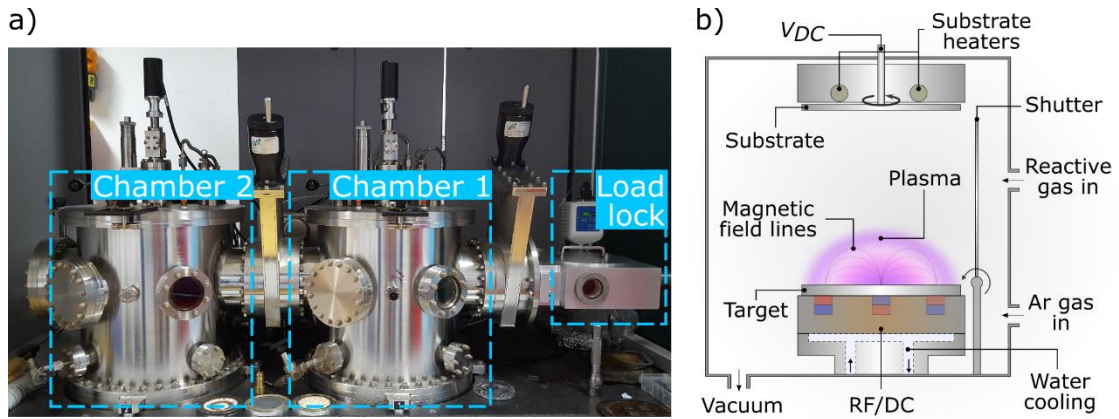 a)
Chamber 2
Chamber 1
Load
lock
b)
VDC
Substrate
heaters
Substrate
Shutter
Reactive
gas in
Plasma
Magnetic
field lines
Target
Ar gas
in
Vacuum
RF/DC
Water
cooling